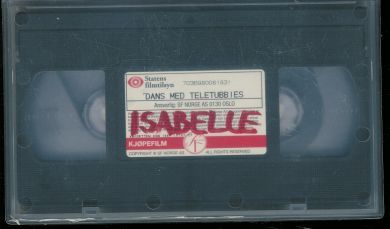 Statens
filmtilsyn
7039680081631
DANS MED TELETUBBIES
Ansvarlig: SF NORGE AS 0130 OSLO
ISABELLE
KJØPEFILM
COPYRIGHT © SF NORGE AS ALL RIGHTS RESERVED